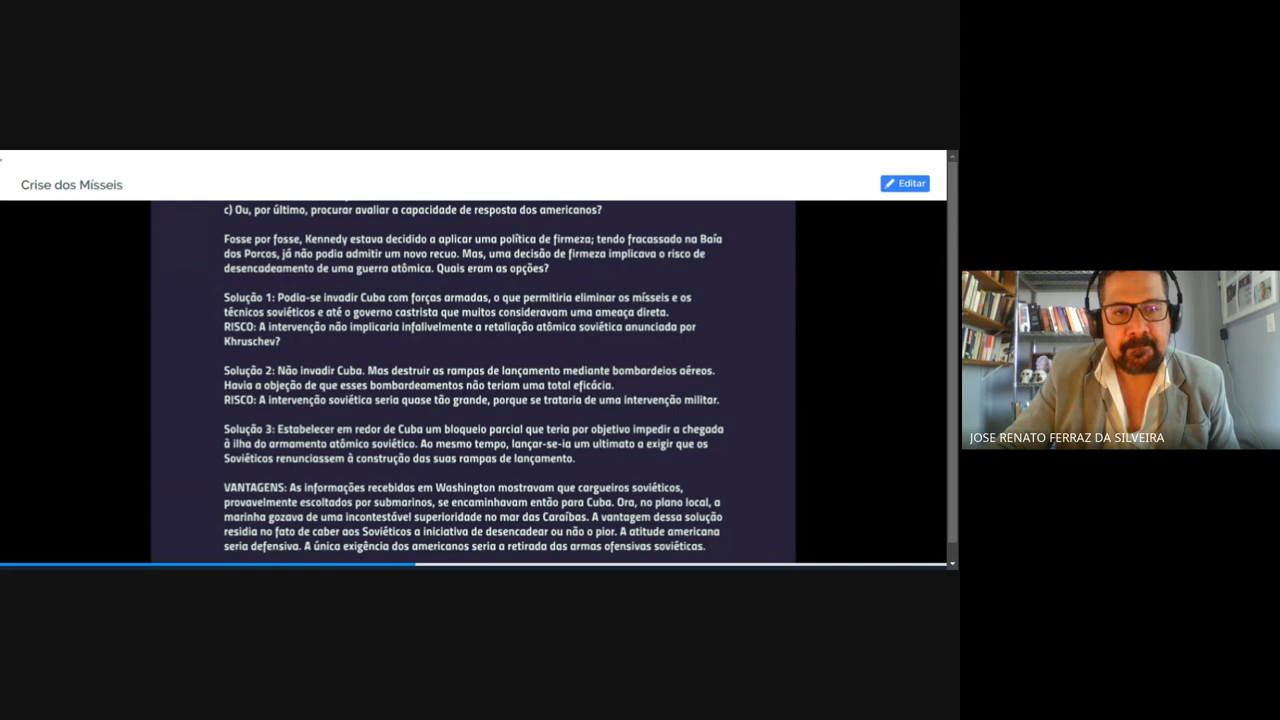 Crise dos Mísseis
Editar
c) Ou, por último, procurar avaliar a capacidade de resposta dos americanos?
Fosse por fosse, Kennedy estava decidido a aplicar uma política de firmeza; tendo fracassado na Baía
dos Porcos, já não podia admitir um novo recuo. Mas, uma decisão de firmeza implicava o risco de
desencadeamento de uma guerra atômica. Quais eram as opções?
Solução 1: Podia-se invadir Cuba com forças armadas, o que permitiria eliminar os mísseis e os
técnicos soviéticos e até o governo castrista que muitos consideravam uma ameaça direta.
RISCO: A intervenção não implicaria infalivelmente a retaliação atômica soviética anunciada por
Khruschev?
Solução 2: Não invadir Cuba. Mas destruir as rampas de lançamento mediante bombardeios aéreos.
Havia a objeção de que esses bombardeamentos não teriam uma total eficácia.
RISCO: A intervenção soviética seria quase tão grande, porque se trataria de uma intervenção militar.
Solução 3: Estabelecer em redor de Cuba um bloqueio parcial que teria por objetivo impedir a chegada
à ilha do armamento atômico soviético. Ao mesmo tempo, lançar-se-ia um ultimato a exigir que os
Soviéticos renunciassem à construção das suas rampas de lançamento.
VANTAGENS: As informações recebidas em Washington mostravam que cargueiros soviéticos,
provavelmente escoltados por submarinos, se encaminhavam então para Cuba. Ora, no plano local, a
marinha gozava de uma incontestável superioridade no mar das Caraíbas. A vantagem dessa solução
residia no fato de caber aos Soviéticos a iniciativa de desencadear ou não o pior. A atitude americana
seria defensiva. A única exigência dos americanos seria a retirada das armas ofensivas soviéticas.
JOSE RENATO FERRAZ DA SILVEIRA